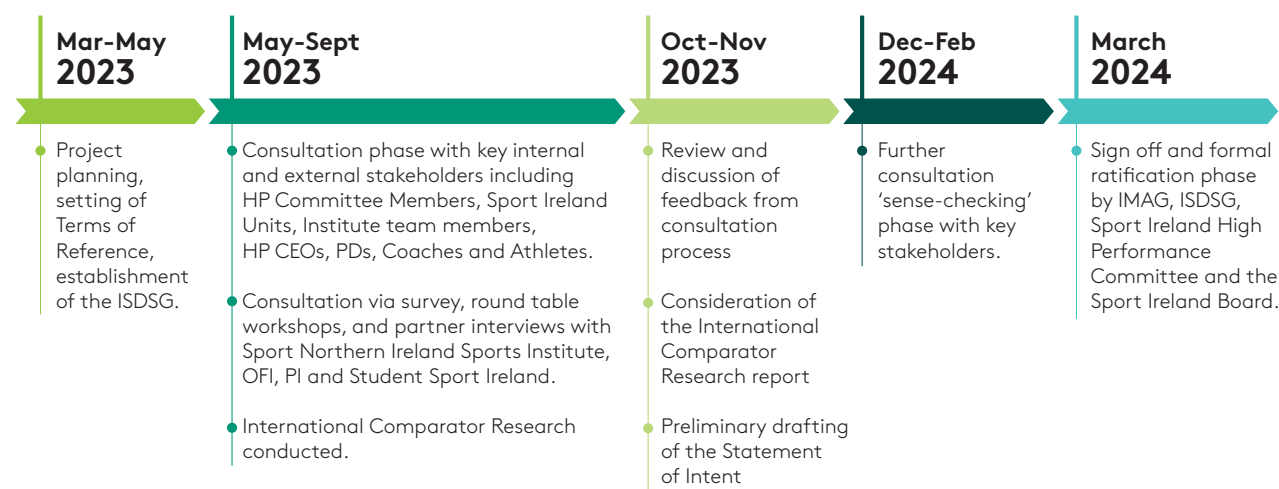 Mar-May
2023
Project
planning,
setting of
Terms of
Reference,
establishment
of the ISDSG.
May-Sept
2023
Consultation phase with key internal
and external stakeholders including
HP Committee Members, Sport Ireland
Units, Institute team members,
HP CEOs, PDs, Coaches and Athletes.
Consultation via survey, round table
workshops, and partner interviews with
Sport Northern Ireland Sports Institute,
OFI, PI and Student Sport Ireland.
International Comparator Research
conducted.
Oct-Nov
2023
Review and
discussion of
feedback from
consultation
process
Consideration of
the International
Comparator
Research report
Preliminary drafting
of the Statement
of Intent
Dec-Feb
2024
Further
consultation
‘sense-checking’
phase with key
stakeholders.
March
2024
Sign off and formal
ratification phase
by IMAG, ISDSG,
Sport Ireland High
Performance
Committee and the
Sport Ireland Board.